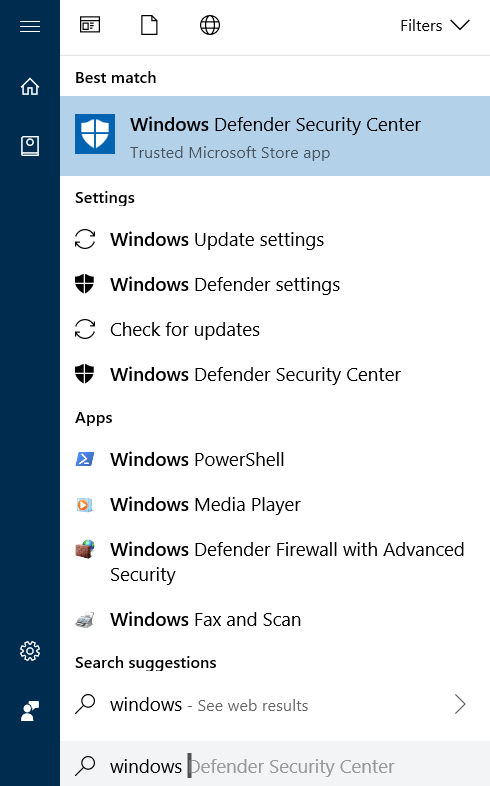 Filters
Best match
Windows Defender Security Center
Trusted Microsoft Store app
Settings
Windows Update settings
Windows Defender settings
Check for updates
Windows Defender Security Center
Apps
Windows PowerShell
Windows Media Player
Windows Defender Firewall with Advanced
Security
Windows Fax and Scan
Search suggestions
windows - See web results
windows Defender Security Center